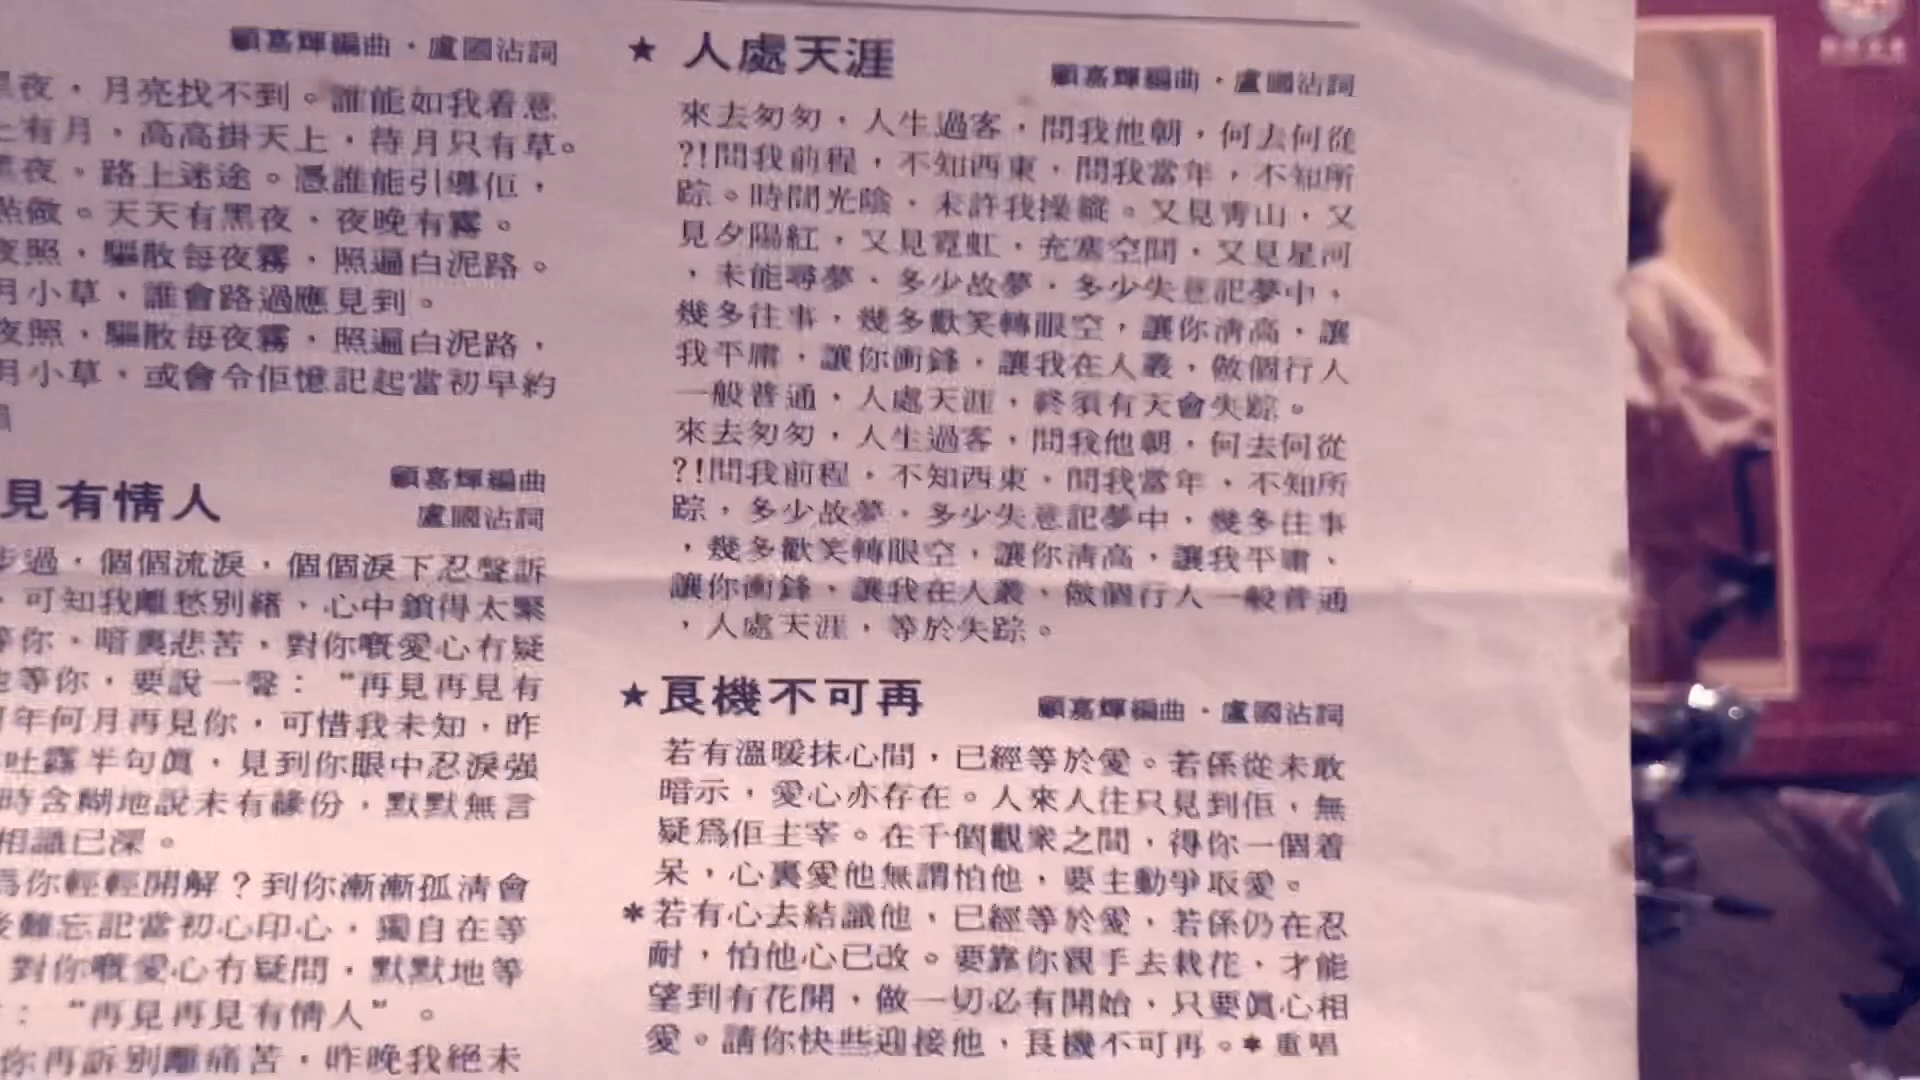 顧嘉輝編曲・盧國沾詞
黑夜，月亮找不到。誰能如我着意
上有月，高高掛天上，待月只有草。
黑夜。路上迷途。憑誰能引導佢，
點做。天天有黑夜，夜晚有霧。
夜照，驅散每夜霧，照遍白泥路。
月小草，誰會路過應見到。
夜照，驅散每夜霧，照遍白泥路，
月小草，或會令佢憶記起當初早約
見有情人
顧嘉輝編曲
盧國沾詞
步過，個個流淚，個個淚下忍聲訴
，可知我離愁別緒，心中鎖得太緊
等你，暗裏悲苦，對你嘅愛心冇疑
地等你，要說一聲：“再見再見有
何年何月再見你，可惜我未知，昨
吐露半句眞，見到你眼中忍淚强
時含糊地說未有緣份，默默無言
相識已深。
爲你輕輕開解？到你漸漸孤淸會
後難忘記當初心印心，獨自在等
對你嘅愛心冇疑問，默默地等
：“再見再見有情人”。
你再訴別離痛苦，昨晚我絕未
★ 人處天涯
顧嘉輝編曲・盧國沾詞
來去匆匆，人生過客，問我他朝，何去何從
?!問我前程，不知西東，問我當年，不知所
踪。時間光陰，未許我操縱。又見靑山，又
見夕陽紅，又見霓虹，充塞空間，又見星河
，未能尋夢，多少故夢，多少失意記夢中，
幾多往事，幾多歡笑轉眼空，讓你淸高，讓
我平庸，讓你衝鋒，讓我在人叢，做個行人
一般普通，人處天涯，終須有天會失踪。
來去匆匆，人生過客，問我他朝，何去何從
?!問我前程，不知西東，問我當年，不知所
踪，多少故夢，多少失意記夢中，幾多往事
，幾多歡笑轉眼空，讓你淸高，讓我平庸，
讓你衝鋒，讓我在人叢，做個行人一般普通
，人處天涯，等於失踪。
★ 良機不可再
顧嘉輝編曲・盧國沾詞
若有溫暖抹心間，已經等於愛。若係從未敢
暗示，愛心亦存在。人來人往只見到佢，無
疑爲佢主宰。在千個觀衆之間，得你一個着
呆，心裏愛他無謂怕他，要主動爭取愛。
*若有心去結識他，已經等於愛，若係仍在忍
耐，怕他心已改。要靠你親手去栽花，才能
望到有花開，做一切必有開始，只要眞心相
愛。請你快些迎接他，良機不可再。* 重唱